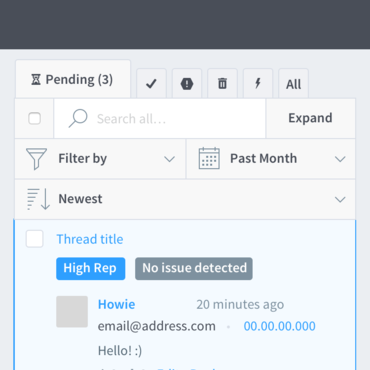 Pending (3)
All
Search all...
Expand
Filter by
Past Month
Newest
Thread title
High Rep
No issue detected
Howie
20 minutes ago
email@address.com
00.00.00.000
Hello! :)